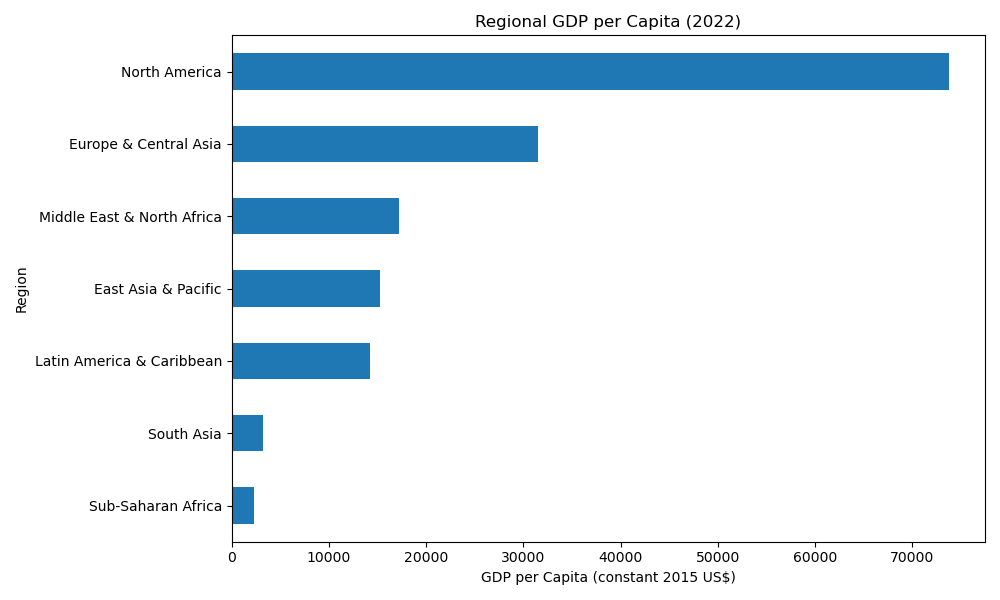 Regional GDP per Capita (2022)
North America
Europe & Central Asia
Middle East & North Africa
East Asia & Pacific
Latin America & Caribbean
South Asia
Sub-Saharan Africa
Region
0 10000 20000 30000 40000 50000 60000 70000
GDP per Capita (constant 2015 US$)